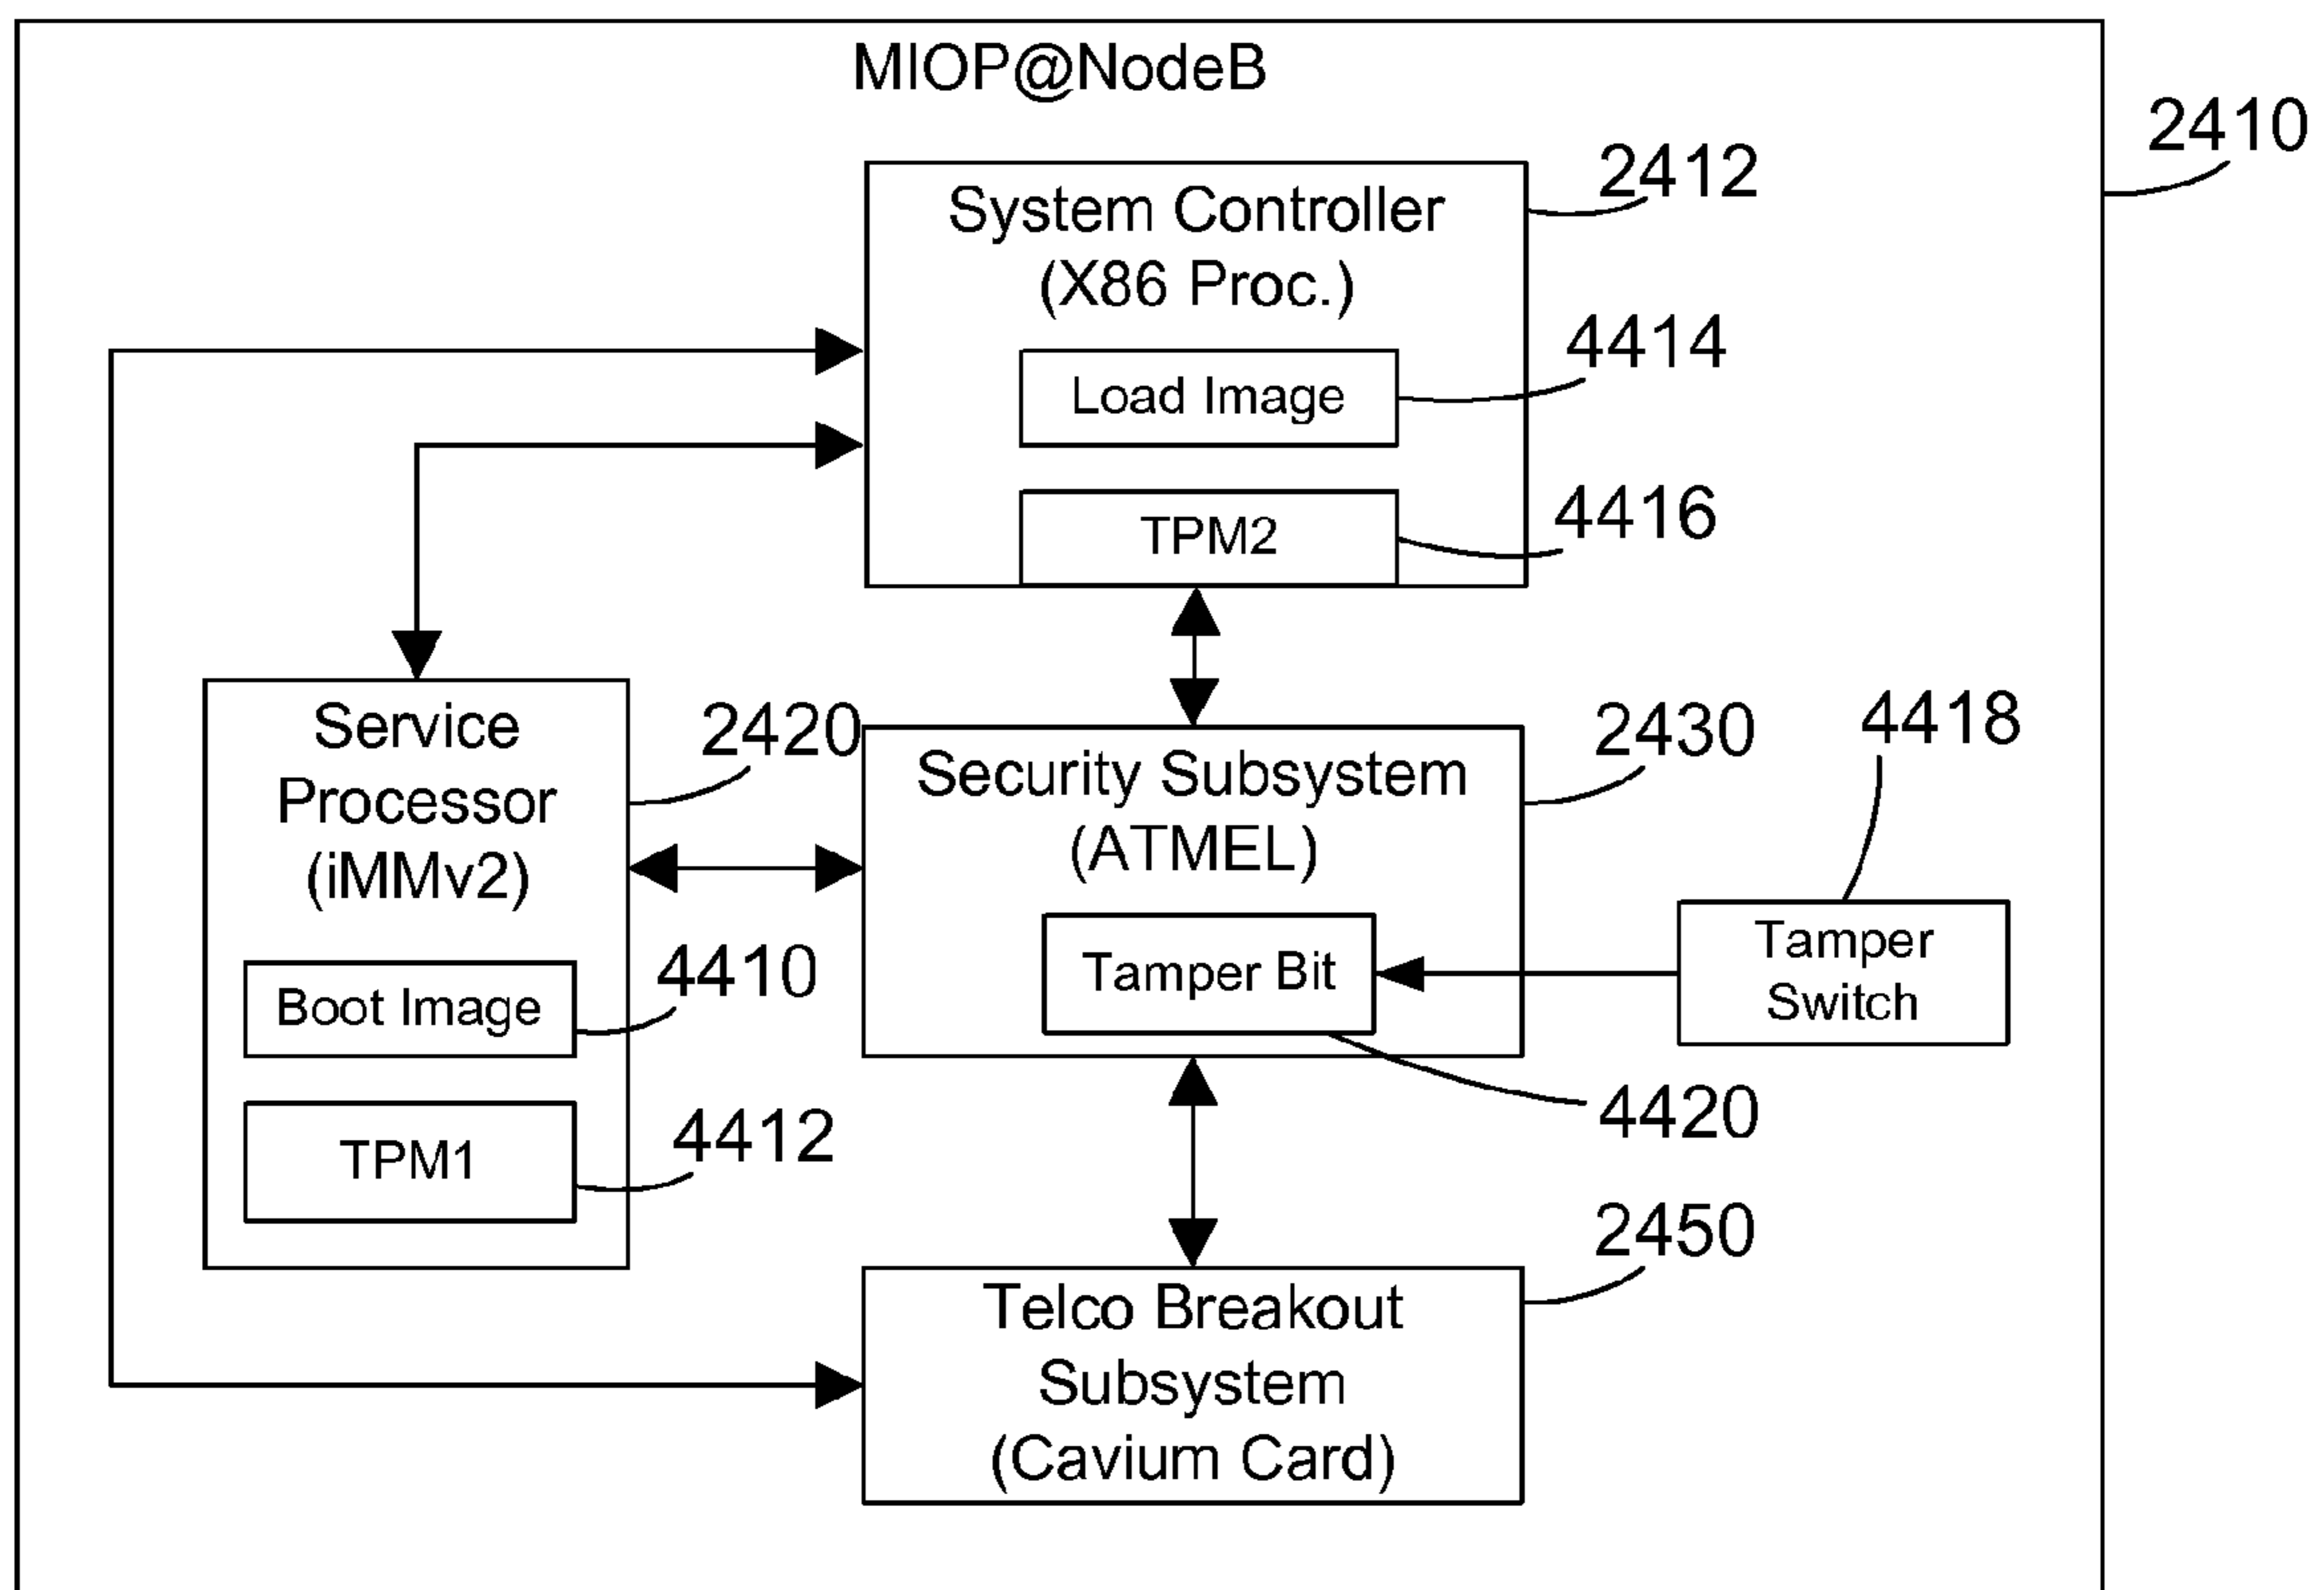 MIOP@NodeB
2410
System Controller
(X86 Proc.)
2412
Load Image
4414
TPM2
4416
Service
Processor
(iMMv2)
2420
Boot Image
4410
TPM1
4412
Security Subsystem
(ATMEL)
2430
Tamper Bit
4420
Tamper
Switch
4418
Telco Breakout
Subsystem
(Cavium Card)
2450